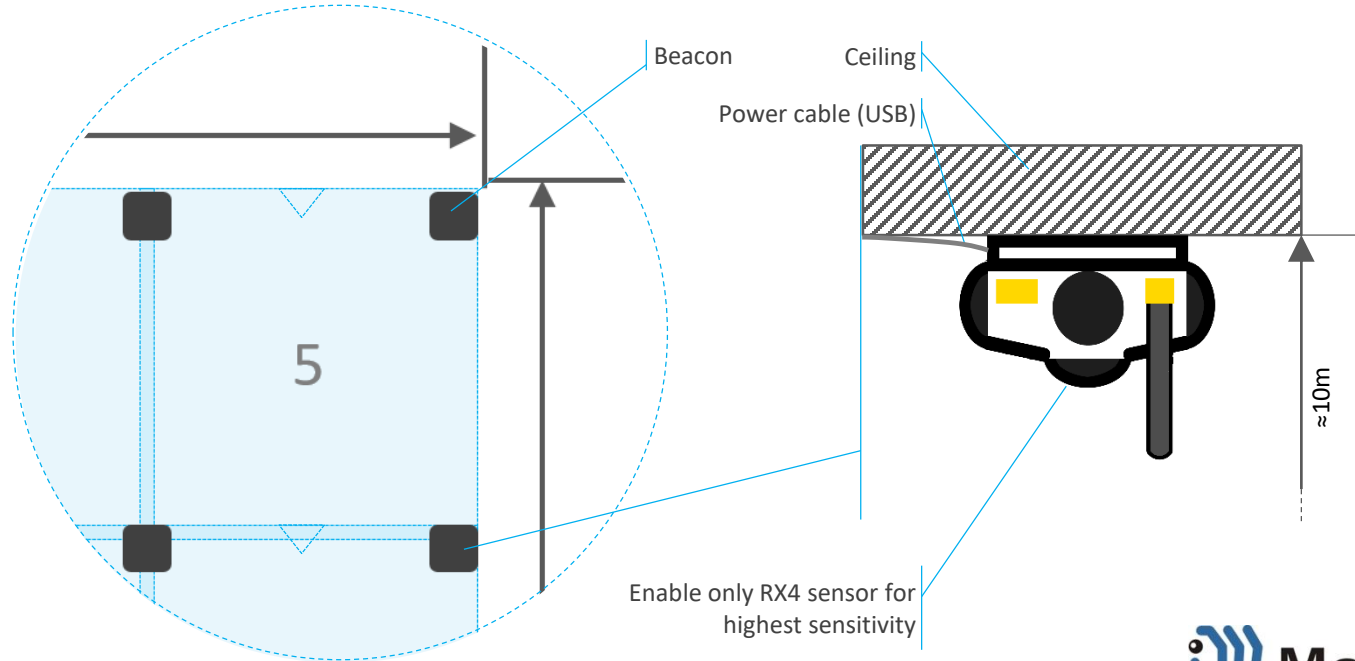 Beacon
Ceiling
Power cable (USB)
5
≈10m
Enable only RX4 sensor for
highest sensitivity